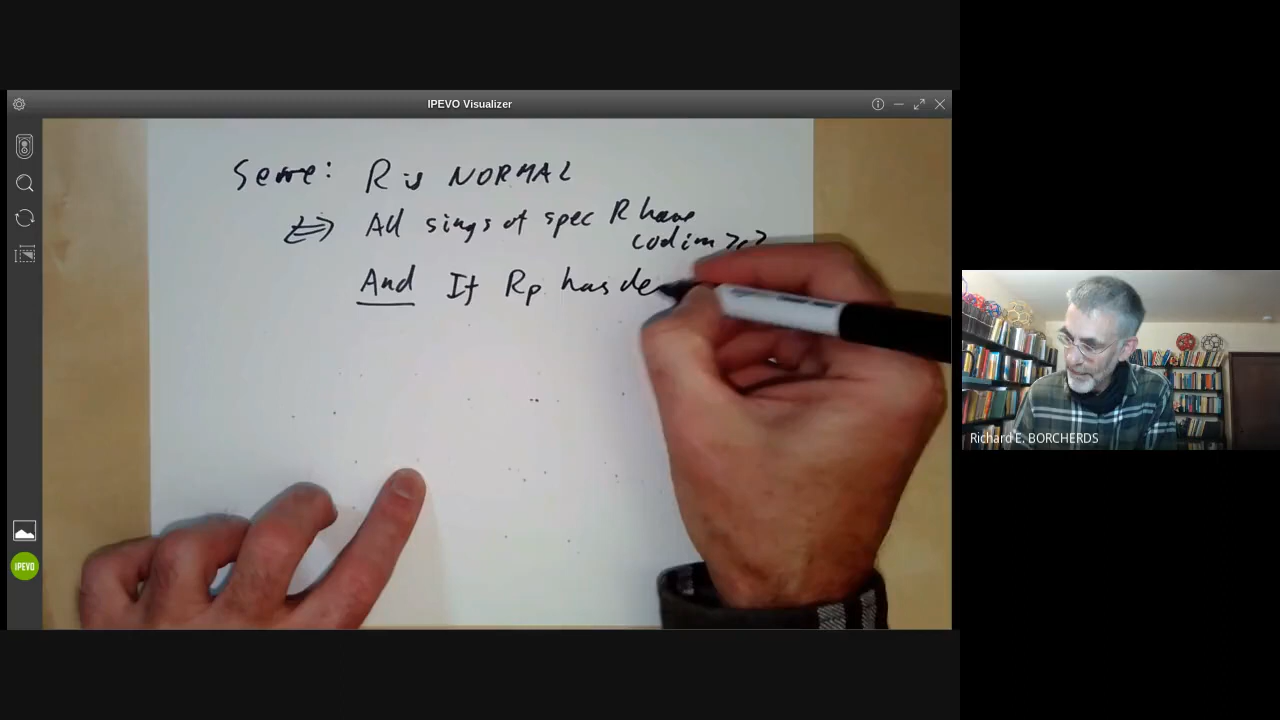 IPEVO Visualizer
Serre: R is NORMAL
⇔ All sings of spec R have
codim ≥ 2
And If Rp has de
iPEVO
Richard E. BORCHERDS